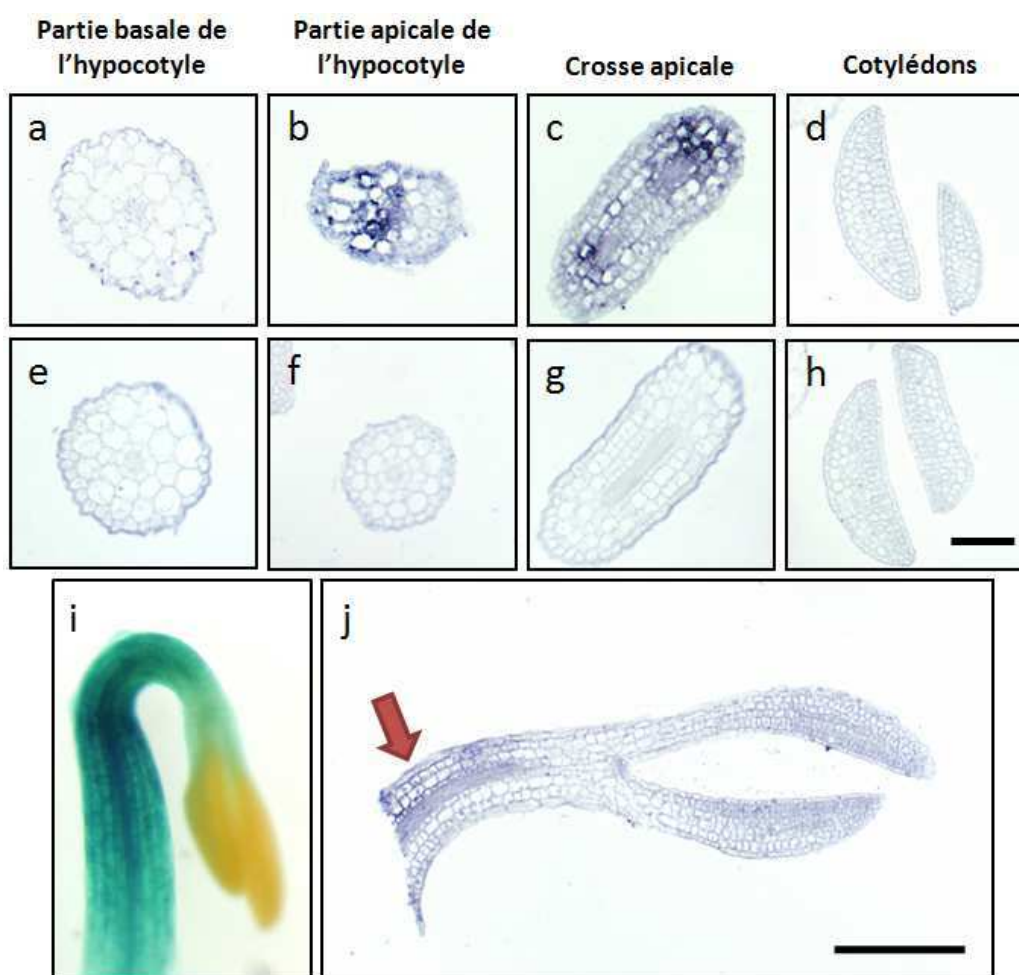 Partie basale de
l'hypocotyle
Partie apicale de
l'hypocotyle
Crosse apicale
Cotylédons
a
b
c
d
e
f
g
h
i
j